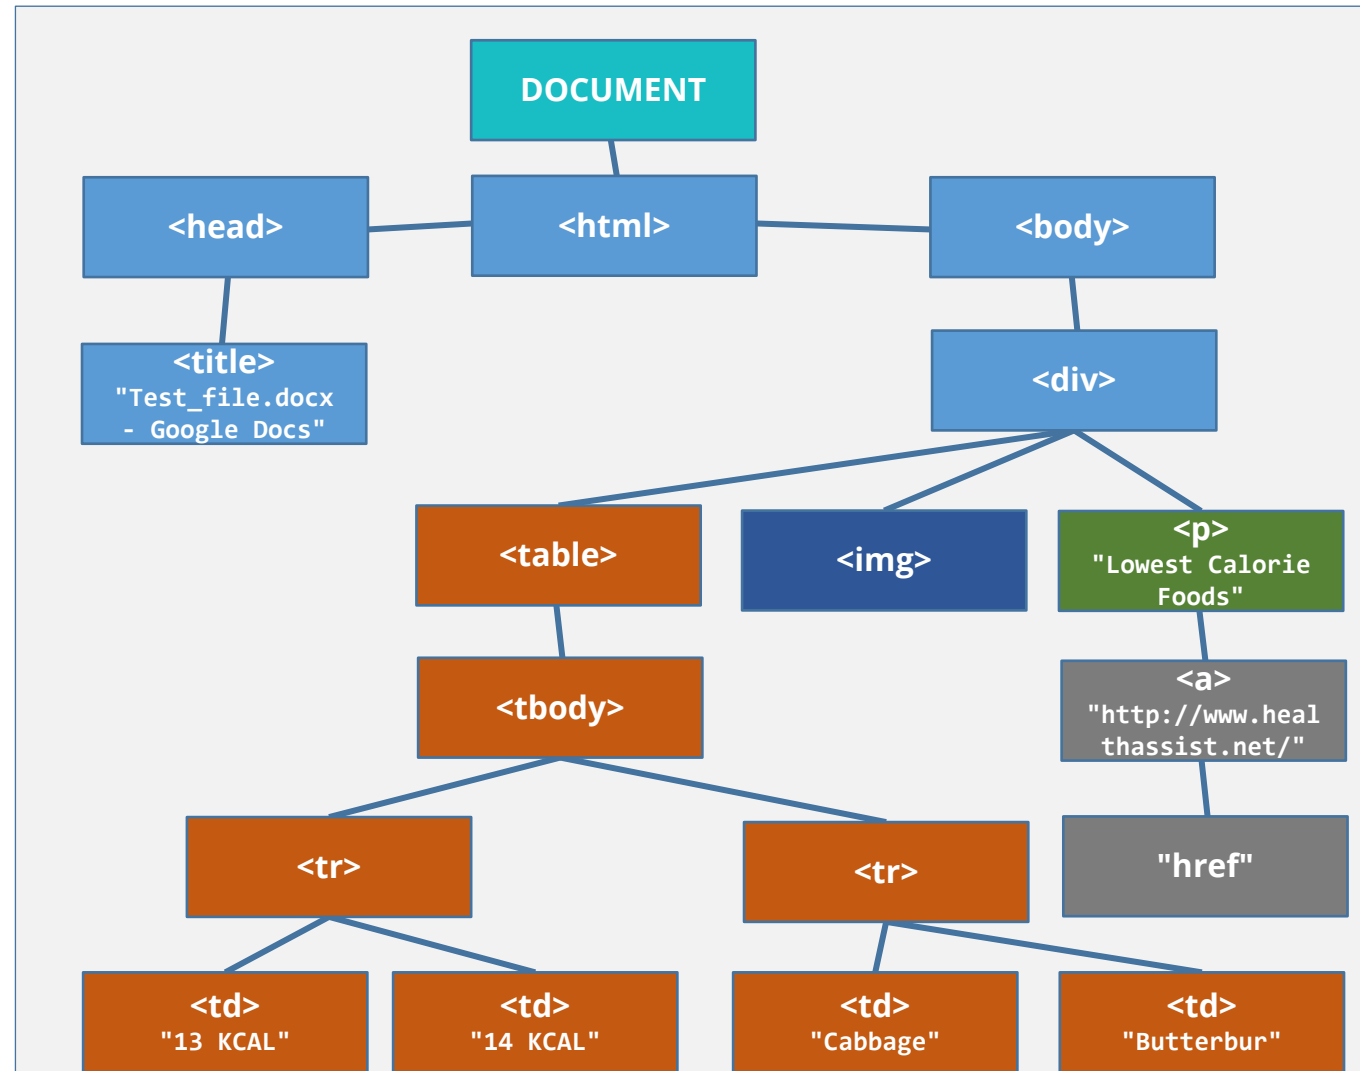 DOCUMENT
<head>
<html>
<body>
<title>
"Test_file.docx
- Google Docs"
<div>
<table>
<img>
<p>
"Lowest Calorie
Foods"
<tbody>
<a>
"http://www.heal
thassist.net/"
<tr>
<tr>
"href"
<td>
"13 KCAL"
<td>
"14 KCAL"
<td>
"Cabbage"
<td>
"Butterbur"